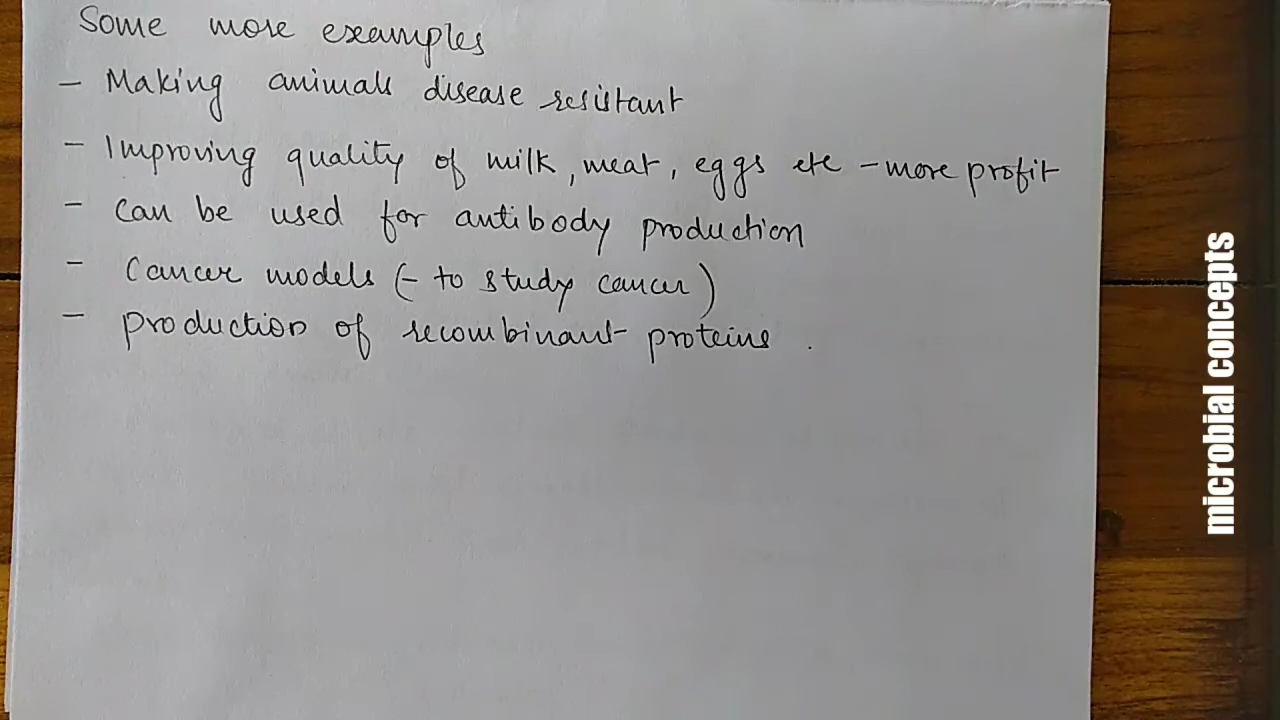 Some more examples
- Making animals disease resistant
- Improving quality of milk, meat, eggs etc - more profit
- can be used for antibody production
- Cancer models (- to study cancer)
- production of recombinant proteins.
microbial concepts